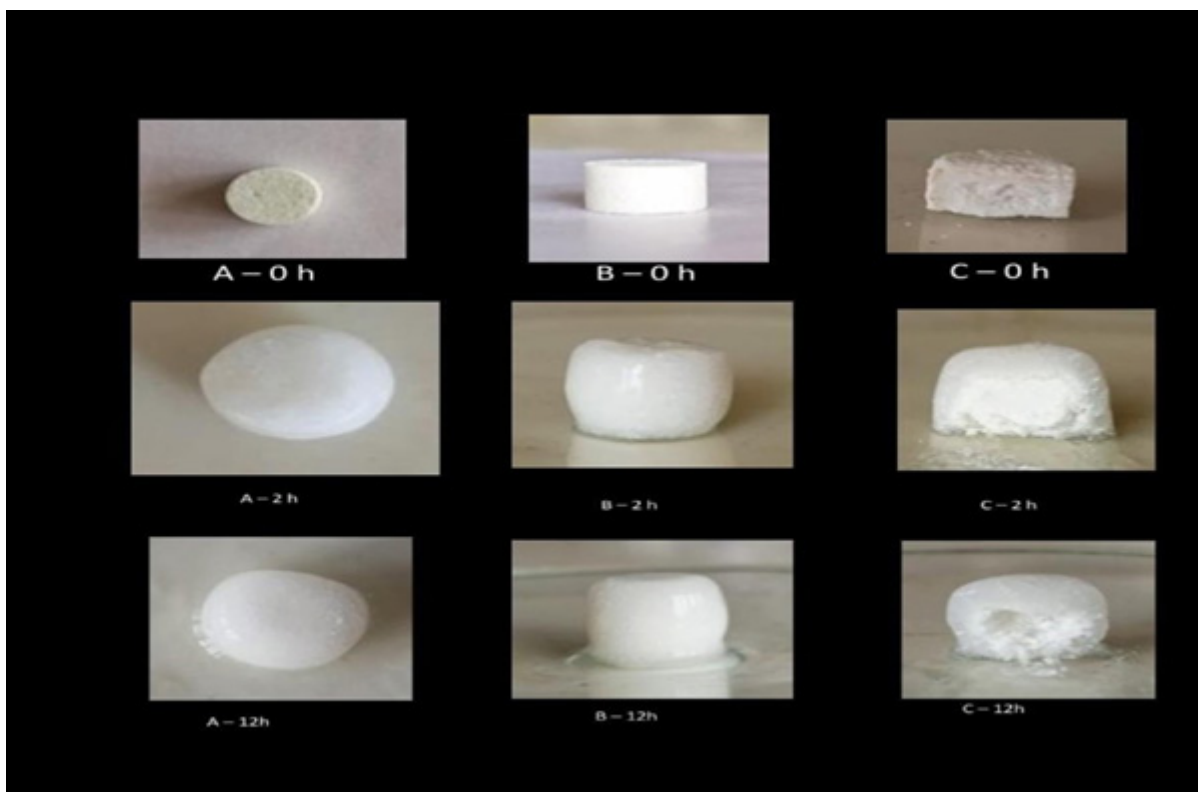 A – 0 h
B – 0 h
C – 0 h
A – 2 h
B – 2 h
C – 2 h
A – 12h
B – 12h
C – 12h